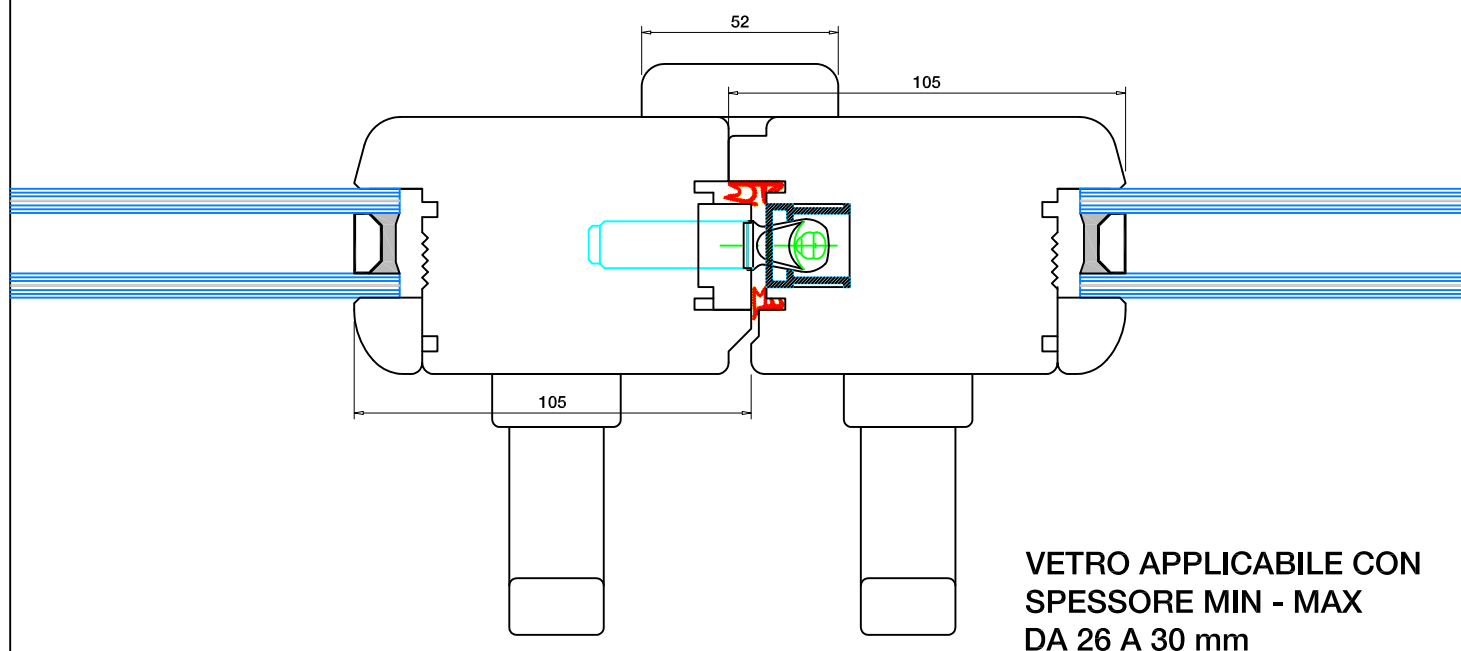 52
105
105
VETRO APPLICABILE CON
SPESSORE MIN - MAX
DA 26 A 30 mm